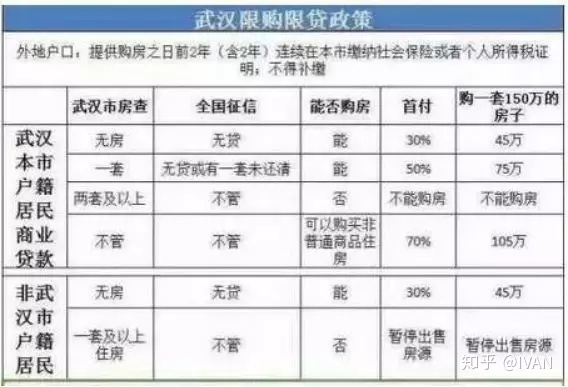 武汉限购限贷政策
外地户口：提供购房之日前2年（含2年）连续在本市缴纳社会保险或者个人所得税证
明；不得补缴
武汉市房查 全国征信 能否购房 首付 购一套150万的房子
武汉本市户籍居民商业贷款
无房 无贷 能 30% 45万
一套 无贷或有一套未还清 能 50% 75万
两套及以上 不管 否 不能购房 不能购房
不管 不管 可以购买非普通商品住房 70% 105万
非武汉市户籍居民
无房 无贷 能 30% 45万
一套及以上住房 不管 否 暂停出售房源 暂停出售房源
知乎 @IVAN